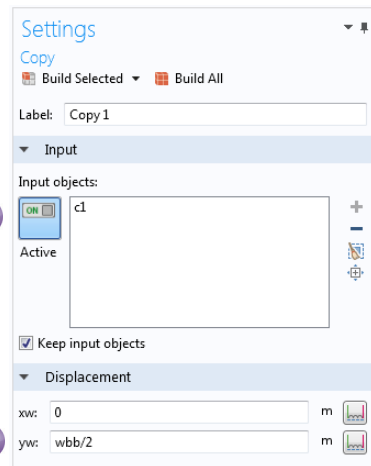 Settings
Copy
Build Selected Build All
Label: Copy 1
Input
Input objects:
ON
c1
Active
Keep input objects
Displacement
xw: 0 m
yw: wbb/2 m